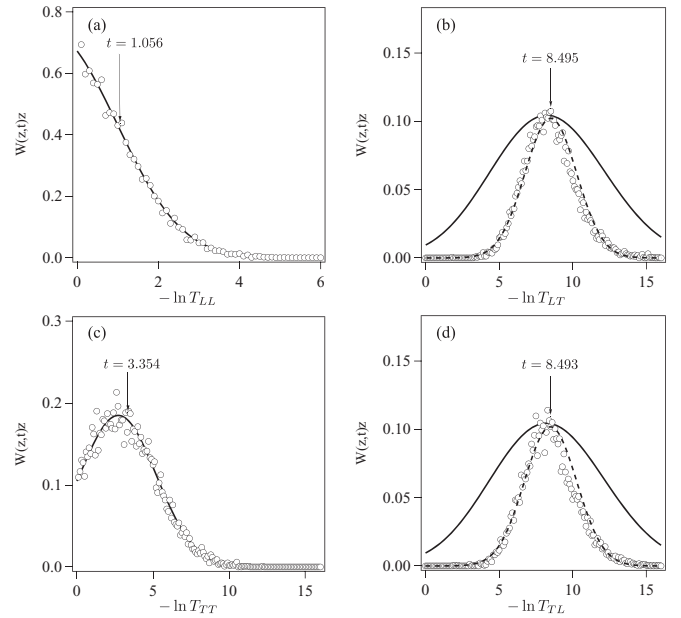 (a)
t = 1.056
0.8
0.6
0.4
0.2
0.0
W(z,t)z
0 2 4 6
− ln T_LL
(b)
t = 8.495
0.15
0.10
0.05
0.00
W(z,t)z
0 5 10 15
− ln T_LT
(c)
t = 3.354
0.3
0.2
0.1
0.0
W(z,t)z
0 5 10 15
− ln T_TT
(d)
t = 8.493
0.15
0.10
0.05
0.00
W(z,t)z
0 5 10 15
− ln T_TL